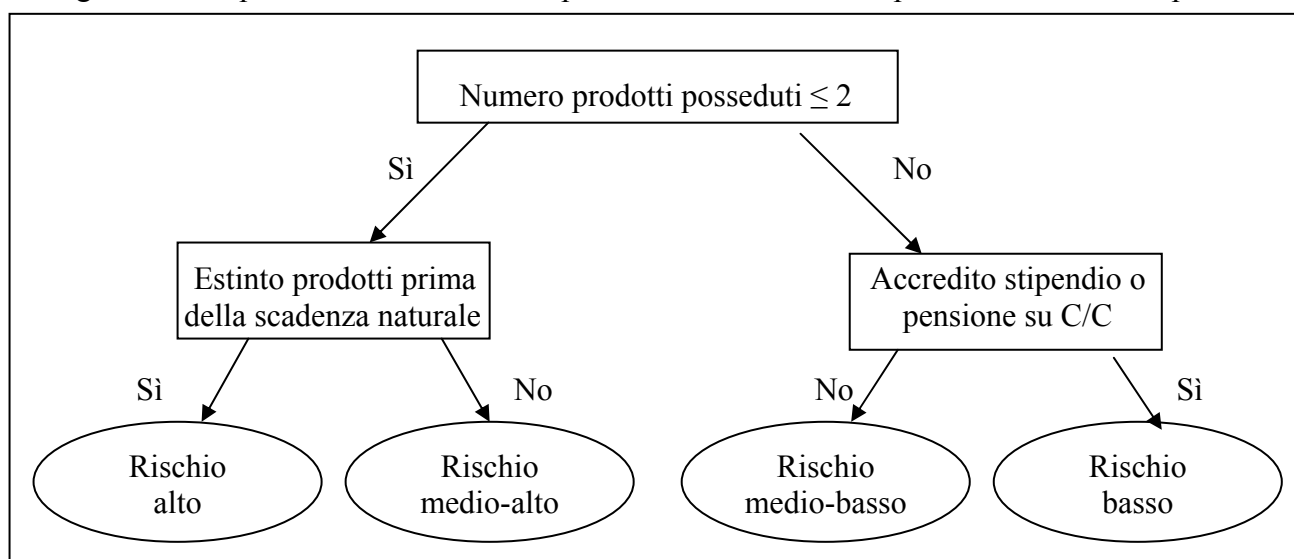 Numero prodotti posseduti ≤ 2
Sì
No
Estinto prodotti prima
della scadenza naturale
Accredito stipendio o
pensione su C/C
Sì
No
No
Sì
Rischio
alto
Rischio
medio-alto
Rischio
medio-basso
Rischio
basso